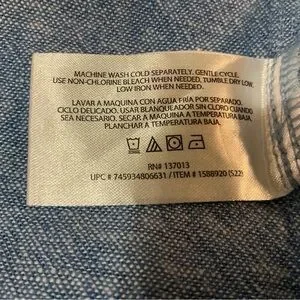 MACHINE WASH COLD SEPARATELY. GENTLE CYCLE.
USE NON-CHLORINE BLEACH WHEN NEEDED. TUMBLE DRY LOW.
LOW IRON WHEN NEEDED.
LAVAR A MAQUINA CON AGUA FRIA POR SEPARADO,
CICLO DELICADO. USAR BLANQUEADOR SIN CLORO CUANDO
SEA NECESARIO. SECAR A MAQUINA A TEMPERATURA BAJA.
PLANCHAR A TEMPERATURA BAJA.
RN# 137013
UPC # 745934806631 / ITEM # 1588920 (S22)